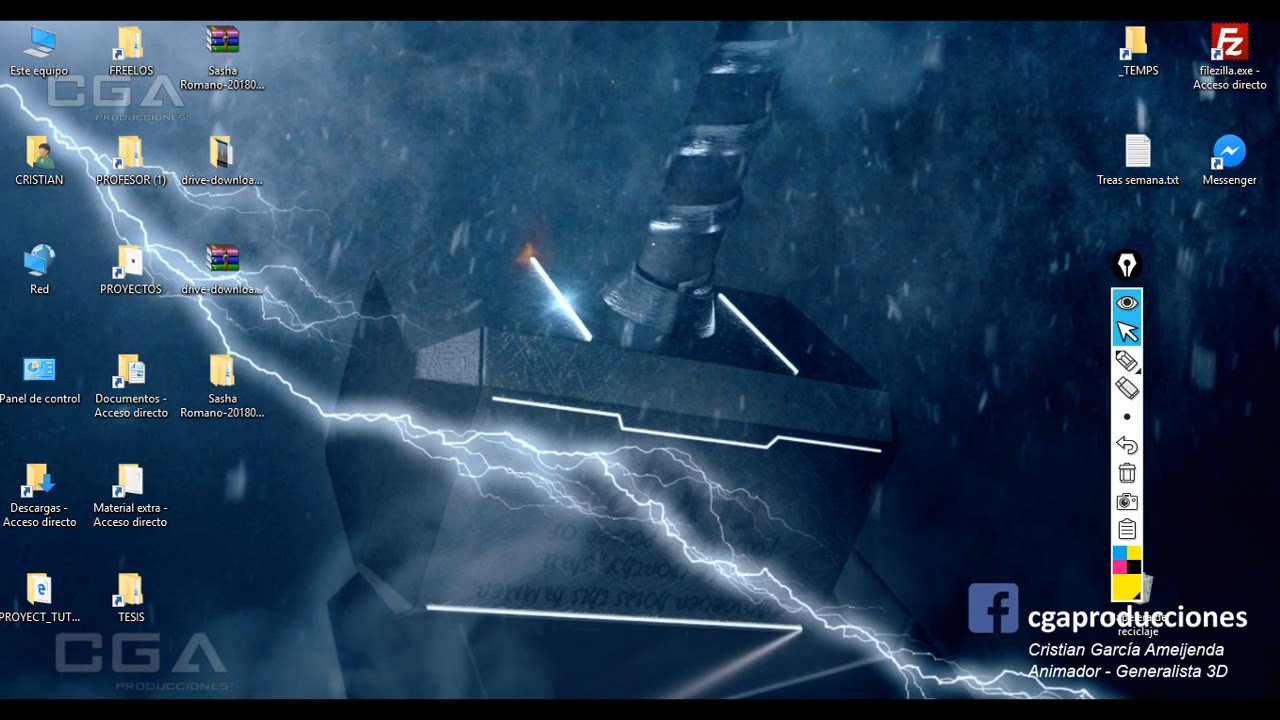 Este equipo
FREELOS
Sasha
Romano-20180...
_TEMPS
filezilla.exe -
Acceso directo
CGA
PRODUCCIONES
CRISTIAN
PROFESOR (1)
drive-downloa...
Treas semana.txt
Messenger
Red
PROYECTOS
drive-downloa...
Panel de control
Documentos -
Acceso directo
Sasha
Romano-20180...
Descargas -
Acceso directo
Material extra -
Acceso directo
PROYECT_TUT...
TESIS
CGA
PRODUCCIONES
cgaproducciones
reciclaje
Cristian García Ameijenda
Animador - Generalista 3D